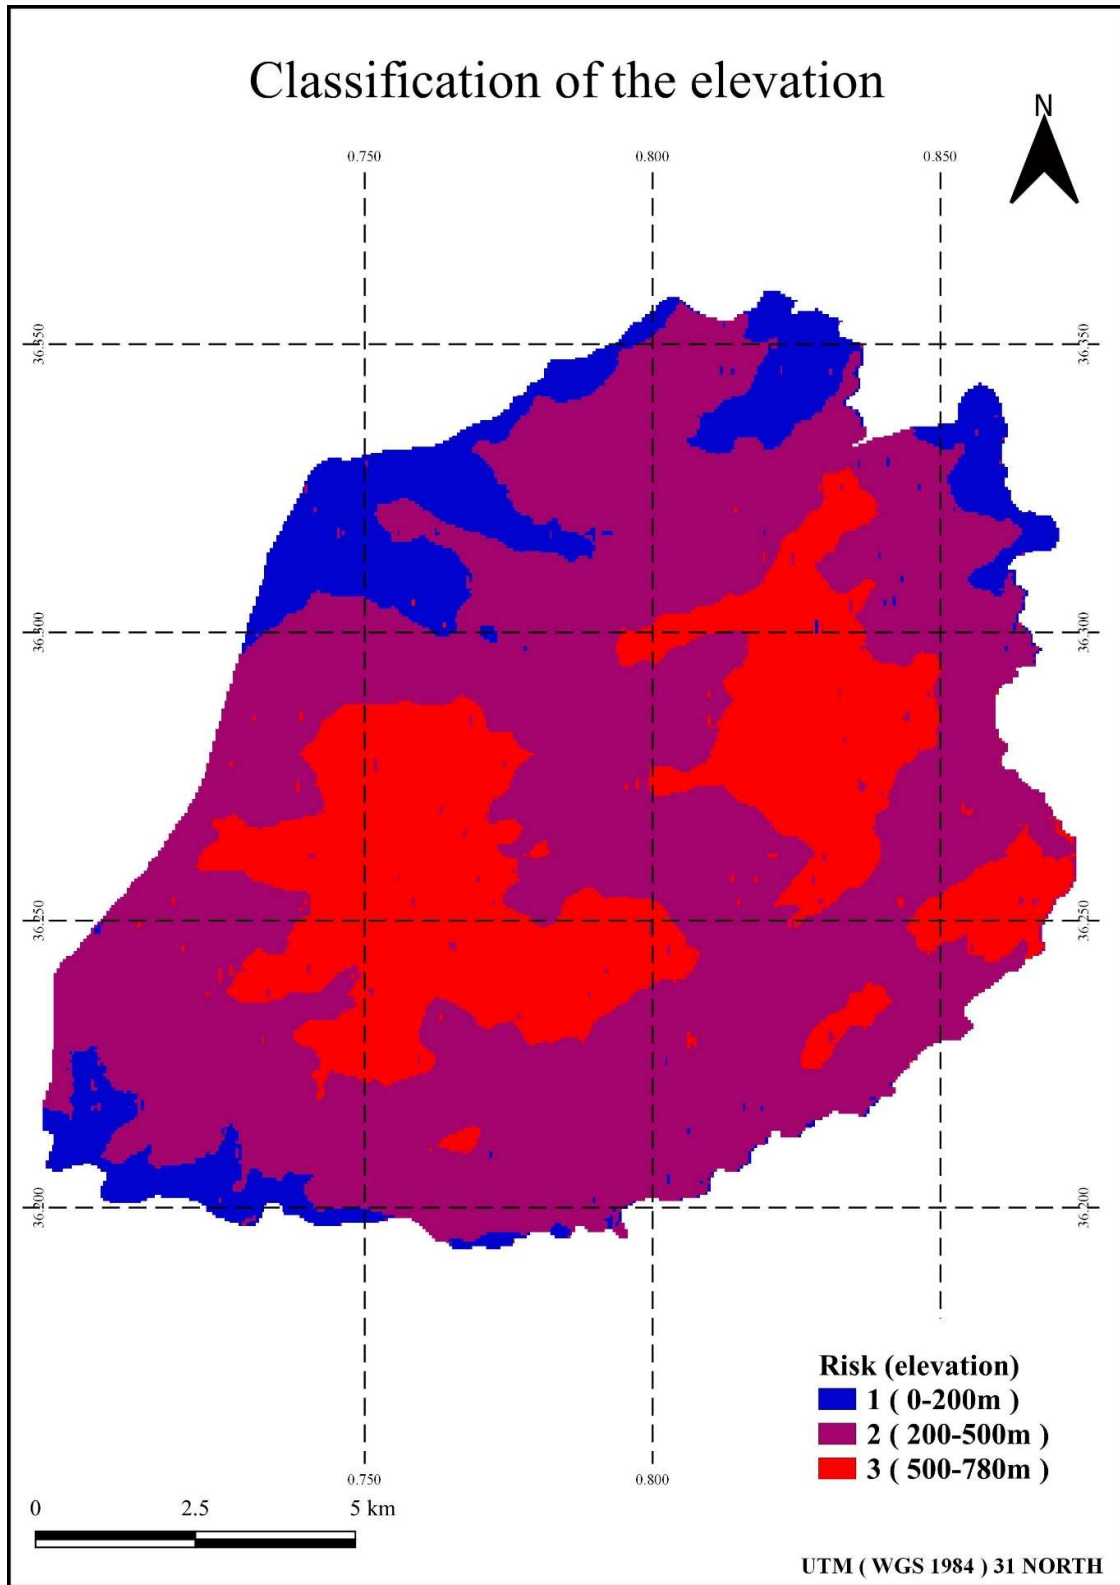 Classification of the elevation
N
0.750 0.800 0.850
36.350 36.350
36.300 36.300
36.250 36.250
36.200 36.200
Risk (elevation)
1 ( 0-200m )
2 ( 200-500m )
3 ( 500-780m )
0.750 0.800
0 2.5 5 km
UTM ( WGS 1984 ) 31 NORTH